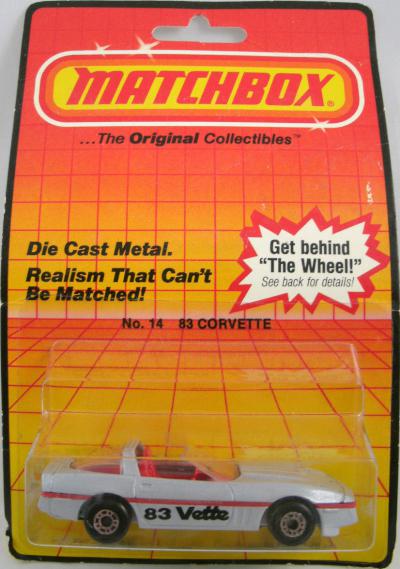 MATCHBOX®
...The Original Collectibles™
Die Cast Metal.
Realism That Can't
Be Matched!
Get behind
"The Wheel!"
See back for details!
No. 14 83 CORVETTE
83 Vette